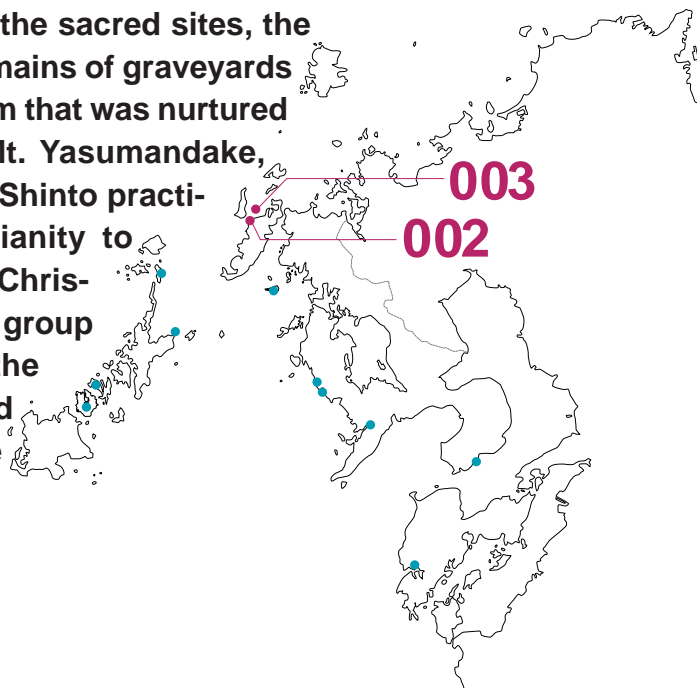 the sacred sites, the
mains of graveyards
m that was nurtured
lt. Yasumandake,
Shinto practi-
ianity to
Chris-
group
the
d
003
002